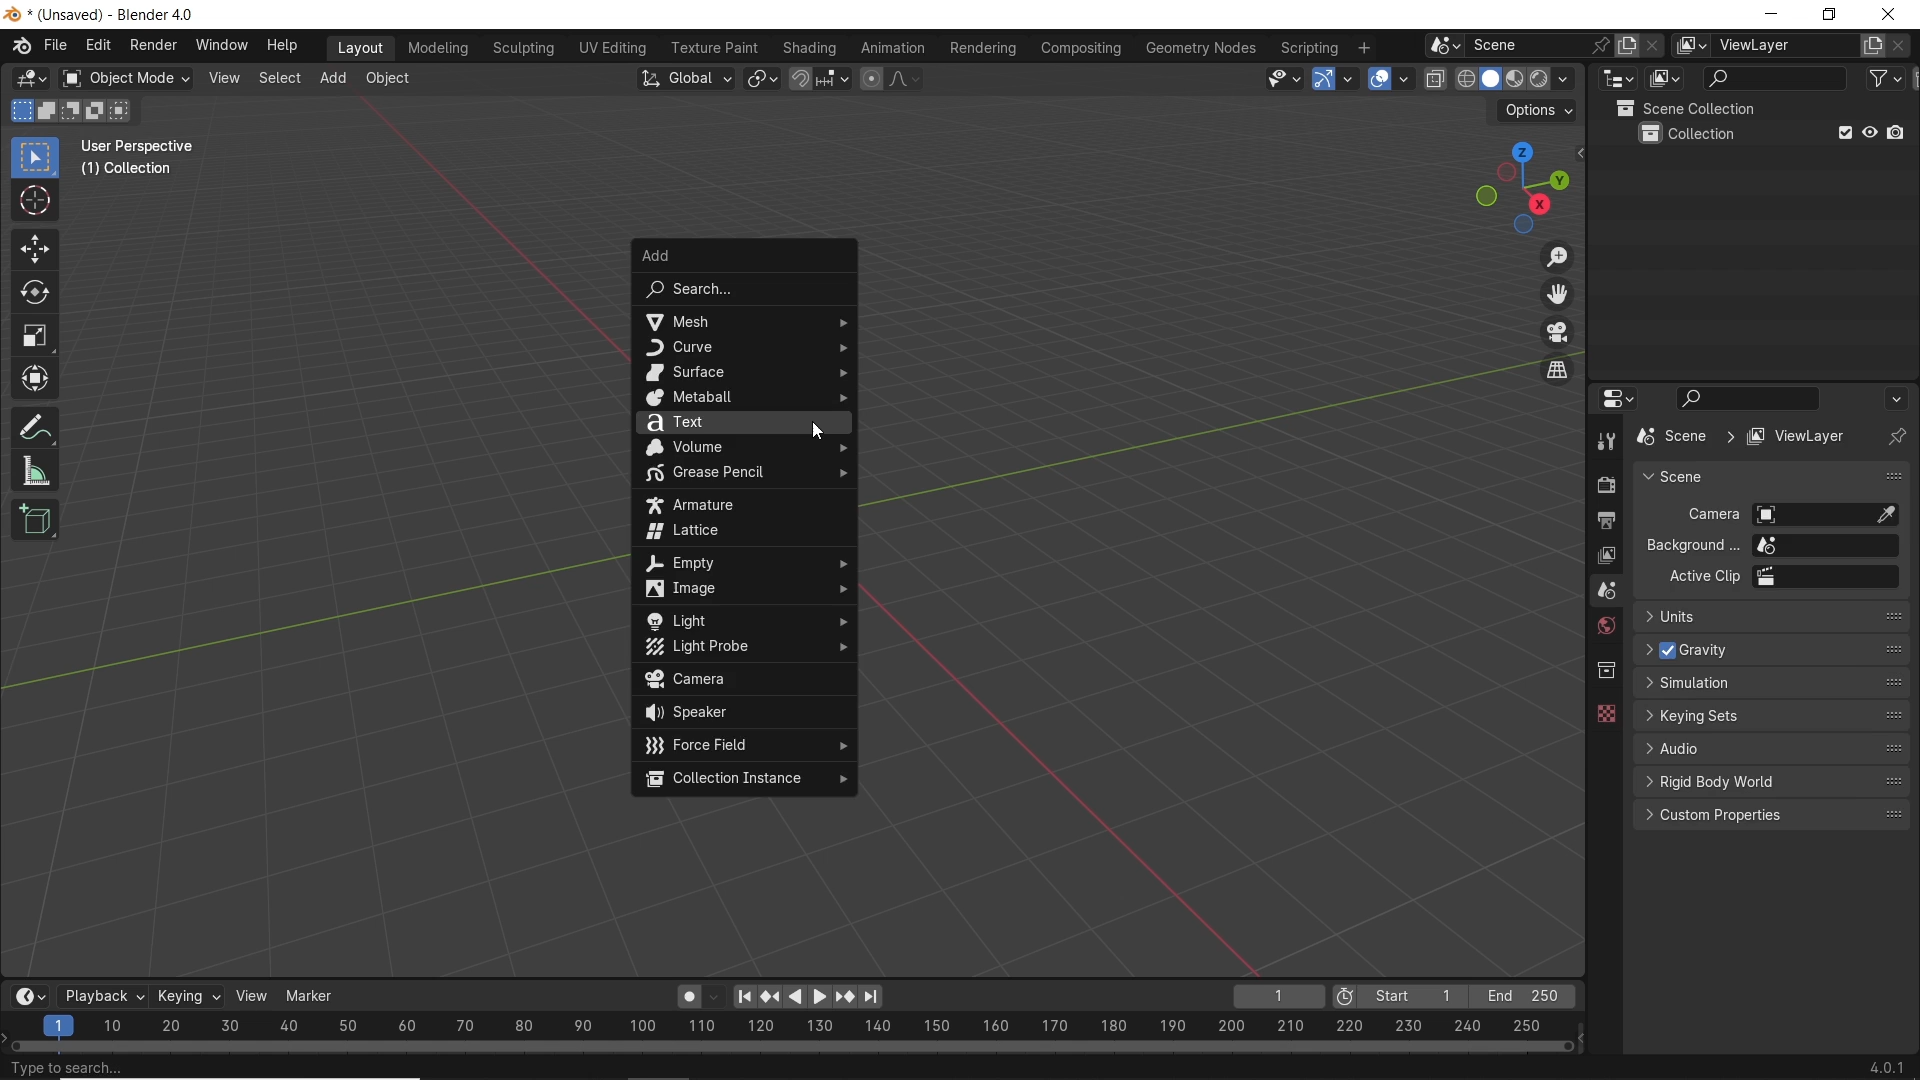 * (Unsaved) - Blender 4.0
File Edit Render Window Help Layout Modeling Sculpting UV Editing Texture Paint Shading Animation Rendering Compositing Geometry Nodes Scripting + Scene ViewLayer
Object Mode View Select Add Object Global
Options
User Perspective
(1) Collection
Z
Y
X
Add
Search...
Mesh
Curve
Surface
Metaball
Text
Volume
Grease Pencil
Armature
Lattice
Empty
Image
Light
Light Probe
Camera
Speaker
Force Field
Collection Instance
Scene Collection
Collection
Scene > ViewLayer
Scene
Camera
Background ...
Active Clip
Units
Gravity
Simulation
Keying Sets
Audio
Rigid Body World
Custom Properties
Playback Keying View Marker 1 Start 1 End 250
1 10 20 30 40 50 60 70 80 90 100 110 120 130 140 150 160 170 180 190 200 210 220 230 240 250
Type to search... 4.0.1